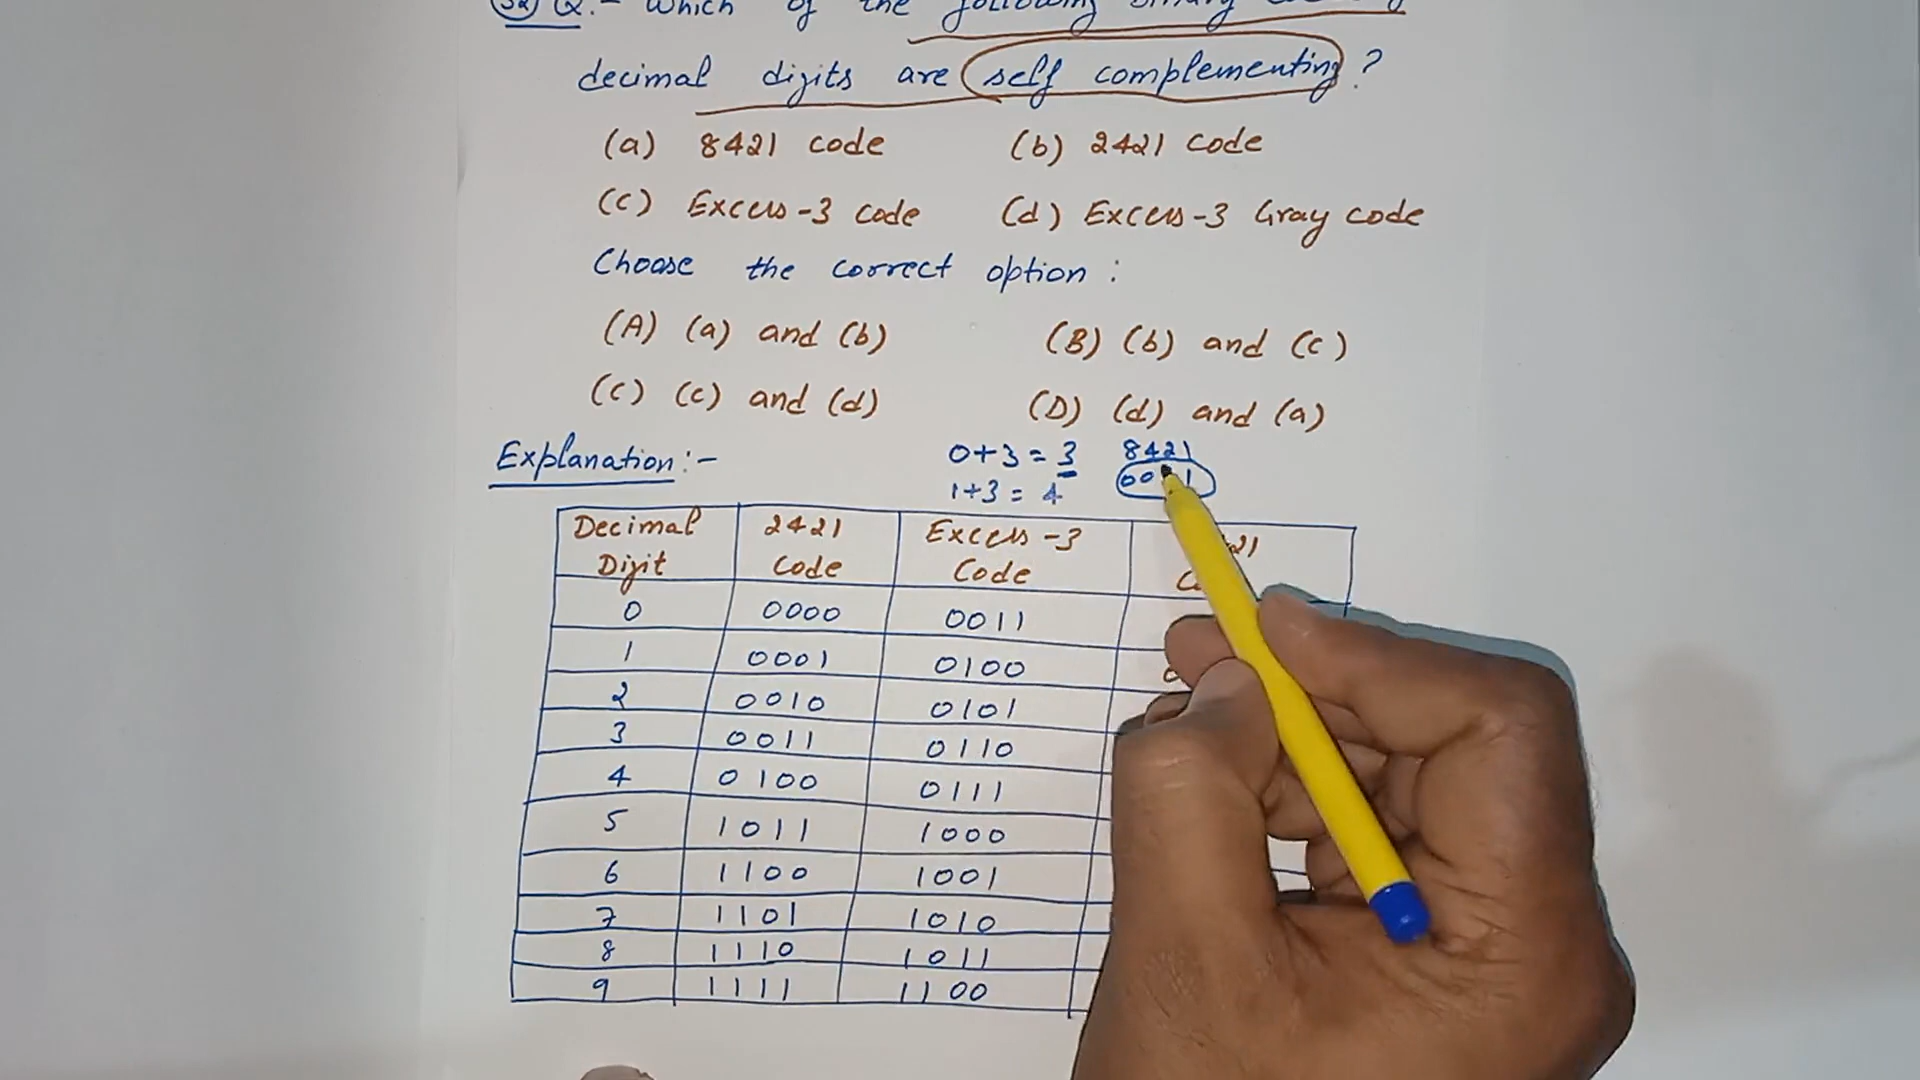 Q.- Which of the following binary
decimal digits are self complementing ?
(a) 8421 code (b) 2421 code
(c) Excess-3 code (d) Excess-3 Gray code
Choose the correct option :
(A) (a) and (b) (B) (b) and (c)
(C) (c) and (d) (D) (d) and (a)
Explanation :-
0+3 = 3 8421
1+3 = 4
Decimal Digit 2421 Code Excess-3 Code
0 0000 0011
1 0001 0100
2 0010 0101
3 0011 0110
4 0100 0111
5 1011 1000
6 1100 1001
7 1101 1010
8 1110 1011
9 1111 1100